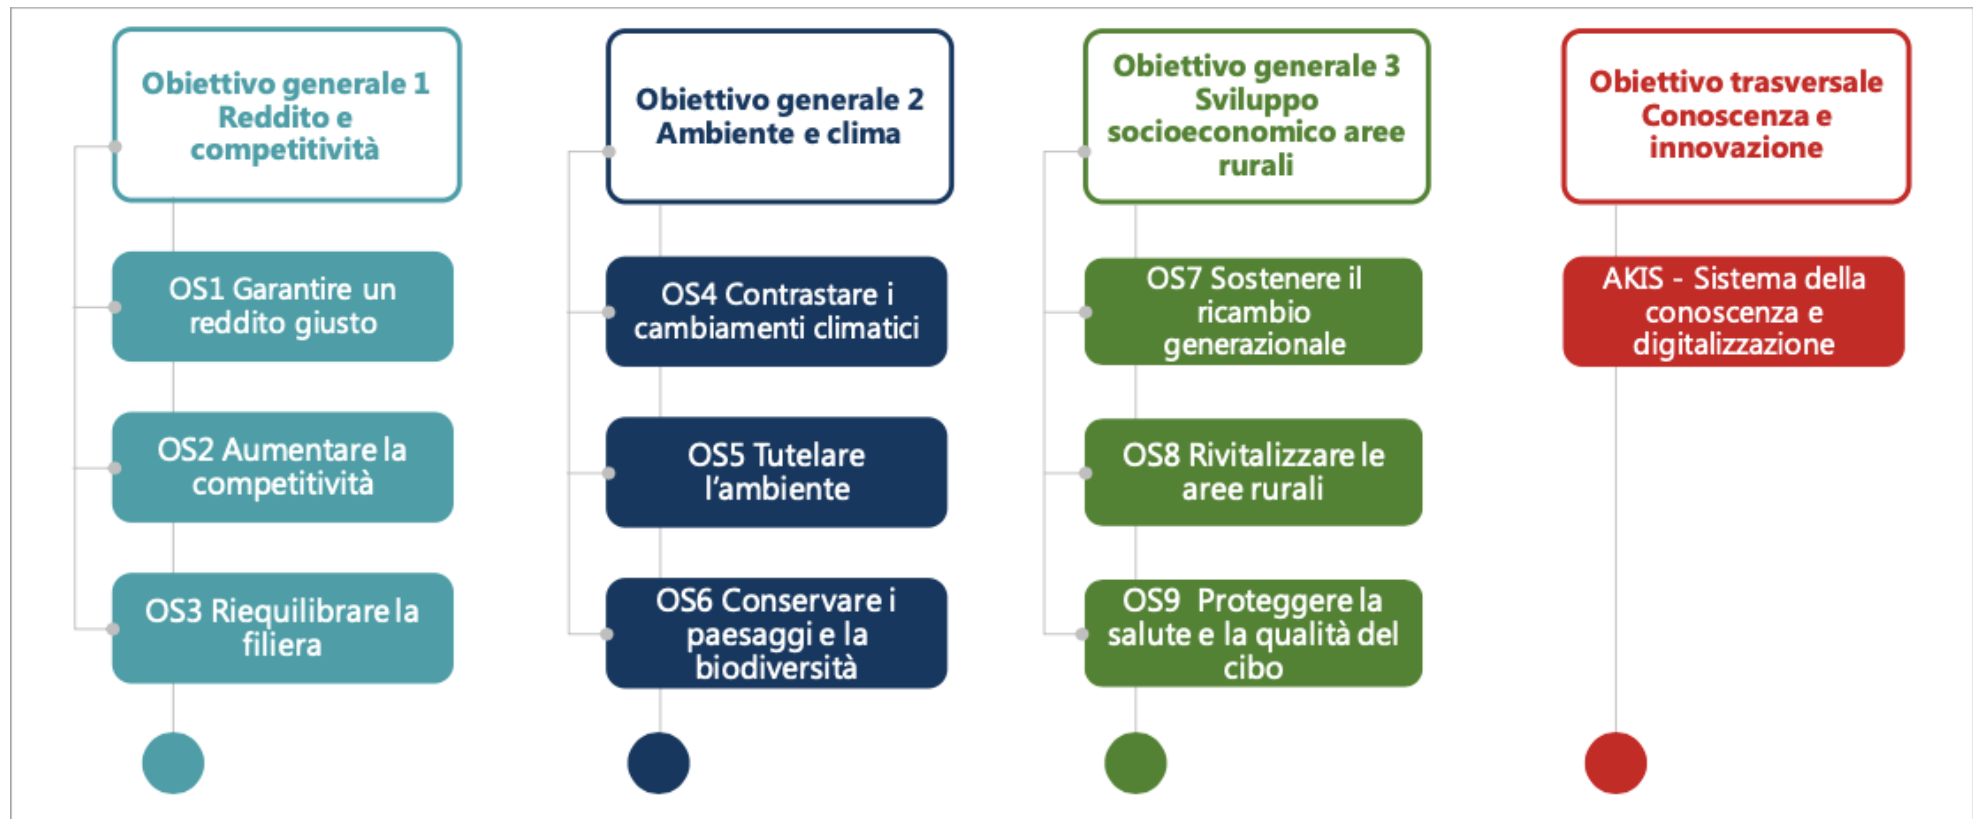 Obiettivo generale 1
Reddito e
competitività
OS1 Garantire un
reddito giusto
OS2 Aumentare la
competitività
OS3 Riequilibrare la
filiera
Obiettivo generale 2
Ambiente e clima
OS4 Contrastare i
cambiamenti climatici
OS5 Tutelare
l'ambiente
OS6 Conservare i
paesaggi e la
biodiversità
Obiettivo generale 3
Sviluppo
socioeconomico aree
rurali
OS7 Sostenere il
ricambio
generazionale
OS8 Rivitalizzare le
aree rurali
OS9 Proteggere la
salute e la qualità del
cibo
Obiettivo trasversale
Conoscenza e
innovazione
AKIS - Sistema della
conoscenza e
digitalizzazione